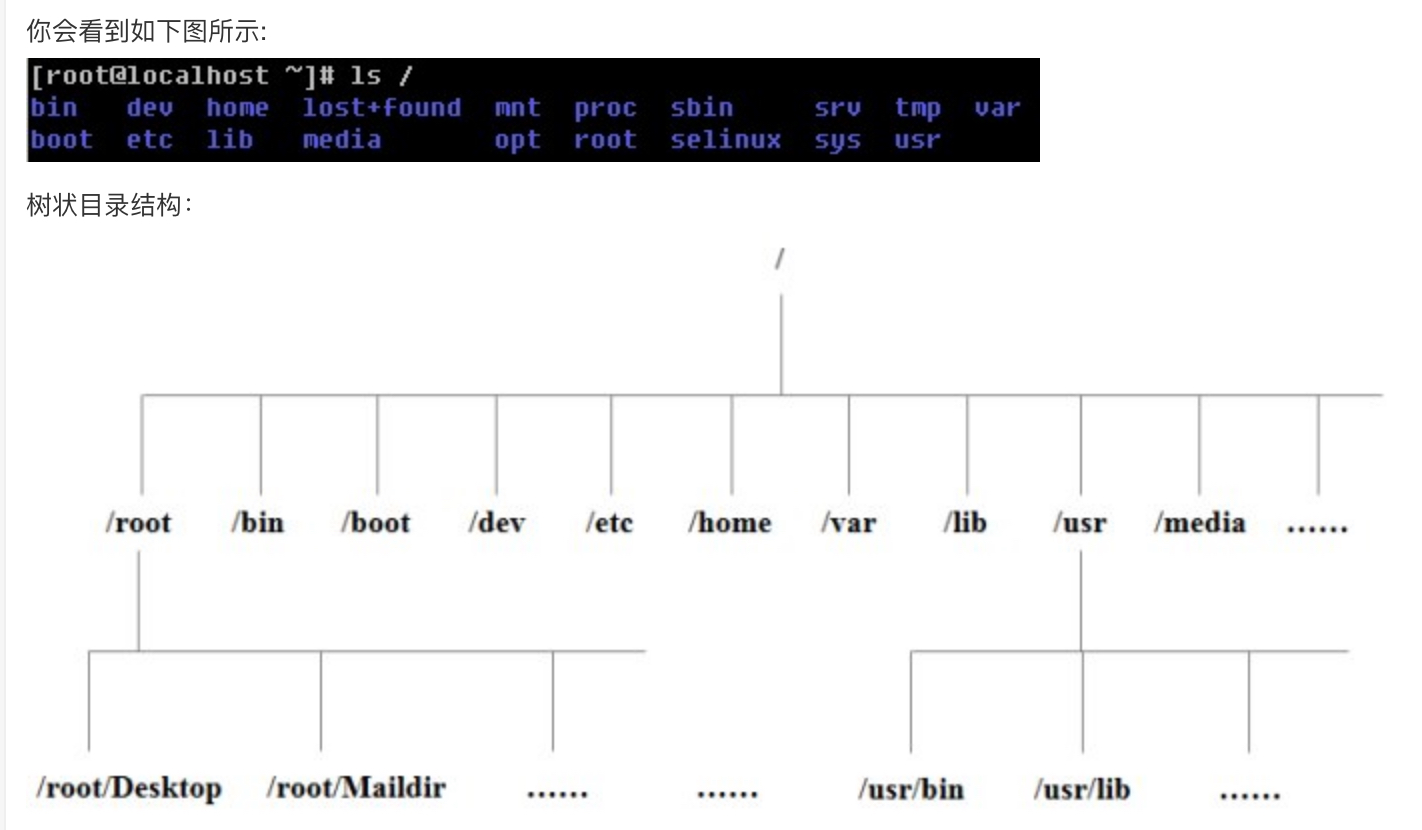 你会看到如下图所示:
[root@localhost ~]# ls /
bin dev home lost+found mnt proc sbin srv tmp var
boot etc lib media opt root selinux sys usr
树状目录结构：
/
/root /bin /boot /dev /etc /home /var /lib /usr /media ......
/root/Desktop /root/Maildir ...... ...... /usr/bin /usr/lib ......